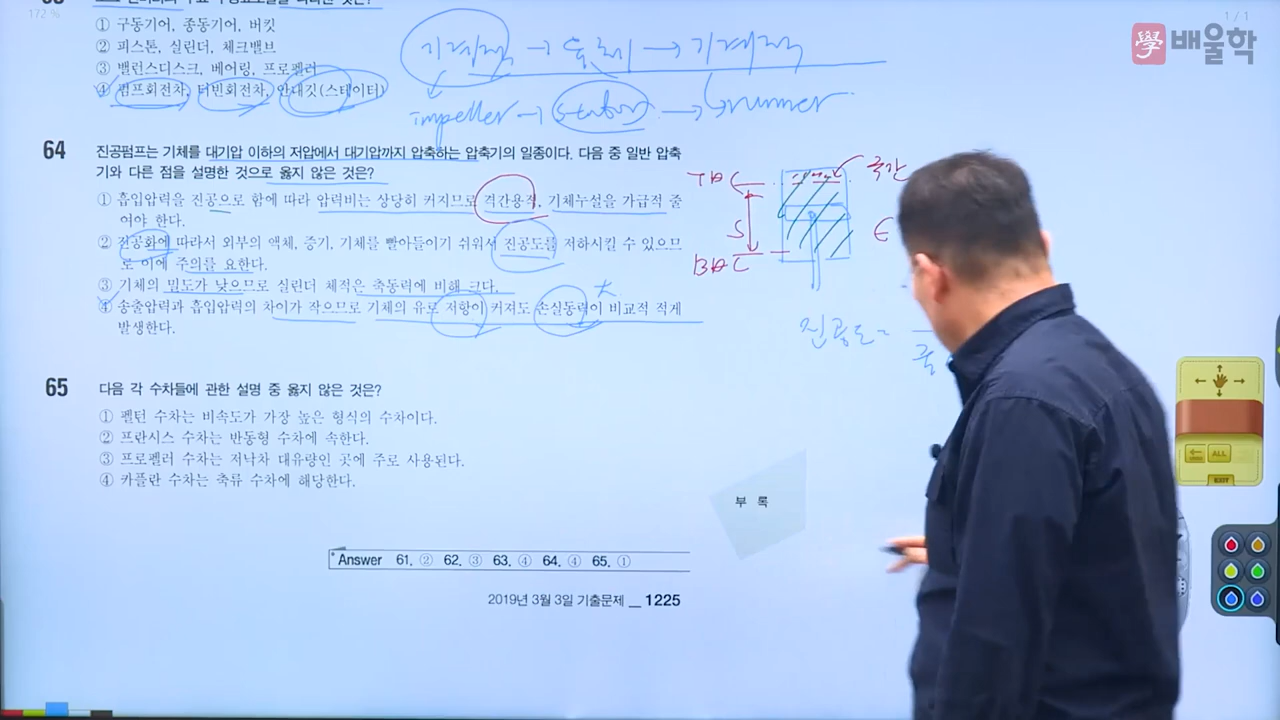 172 %
1 / 1
學 배울학
① 구동기어, 종동기어, 버킷
② 피스톤, 실린더, 체크밸브
③ 밸런스디스크, 베어링, 프로펠러
④ 펌프회전차, 터빈회전차, 안내깃(스테이터)
기계적 → 유체 → 기계적
impeller → stator → runner
64 진공펌프는 기체를 대기압 이하의 저압에서 대기압까지 압축하는 압축기의 일종이다. 다음 중 일반 압축
기와 다른 점을 설명한 것으로 옳지 않은 것은?
① 흡입압력을 진공으로 함에 따라 압력비는 상당히 커지므로 격간용적, 기체누설을 가급적 줄
여야 한다.
② 진공화에 따라서 외부의 액체, 증기, 기체를 빨아들이기 쉬워서 진공도를 저하시킬 수 있으므
로 이에 주의를 요한다.
③ 기체의 밀도가 낮으므로 실린더 체적은 축동력에 비해 크다.
④ 송출압력과 흡입압력의 차이가 작으므로 기체의 유로 저항이 커져도 손실동력이 비교적 적게
발생한다.
大
TDC
극간
S
ε
BDC
진공도 =
65 다음 각 수차들에 관한 설명 중 옳지 않은 것은?
① 펠턴 수차는 비속도가 가장 높은 형식의 수차이다.
② 프란시스 수차는 반동형 수차에 속한다.
③ 프로펠러 수차는 저낙차 대유량인 곳에 주로 사용된다.
④ 카플란 수차는 축류 수차에 해당한다.
부 록
Answer 61. ② 62. ③ 63. ④ 64. ④ 65. ①
2019년 3월 3일 기출문제 _ 1225
ALL
EXIT